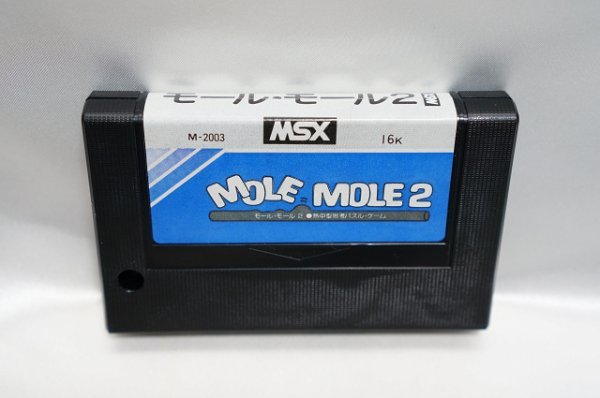 モール・モール2 MSX
M-2003
MSX
16K
MOLE MOLE 2
モール・モール2●熱中型思考パズル・ゲーム